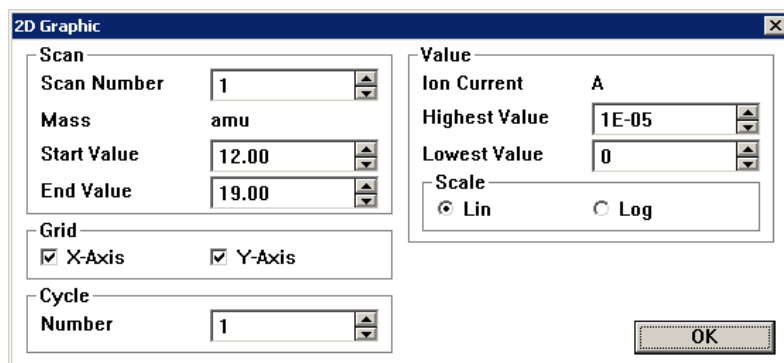 2D Graphic
Scan
Scan Number 1
Mass amu
Start Value 12.00
End Value 19.00
Grid
X-Axis Y-Axis
Cycle
Number 1
Value
Ion Current A
Highest Value 1E-05
Lowest Value 0
Scale
Lin Log
OK